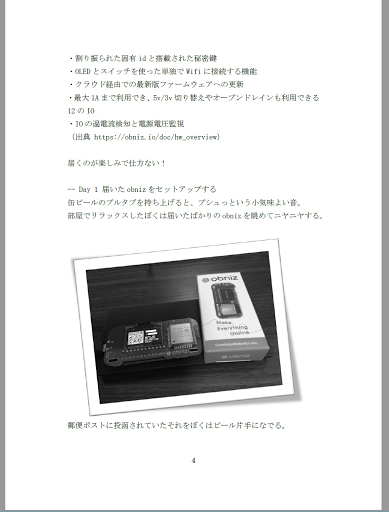 ・割り振られた固有 id と搭載された秘密鍵
・OLED とスイッチを使った単独で Wifi に接続する機能
・クラウド経由での最新版ファームウェアへの更新
・最大 1A まで利用でき、5v/3v 切り替えやオープンドレインも利用できる
12 の IO
・IO の過電流検知と電源電圧監視
(出典 https://obniz.io/doc/hw_overview)
届くのが楽しみで仕方ない！
-- Day 1 届いた obniz をセットアップする
缶ビールのプルタブを持ち上げると、プシュっという小気味よい音。
部屋でリラックスしたぼくは届いたばかりの obniz を眺めてニヤニヤする。
obniz
Make
Everything
Online
obniz
郵便ポストに投函されていたそれをぼくはビール片手になでる。
4